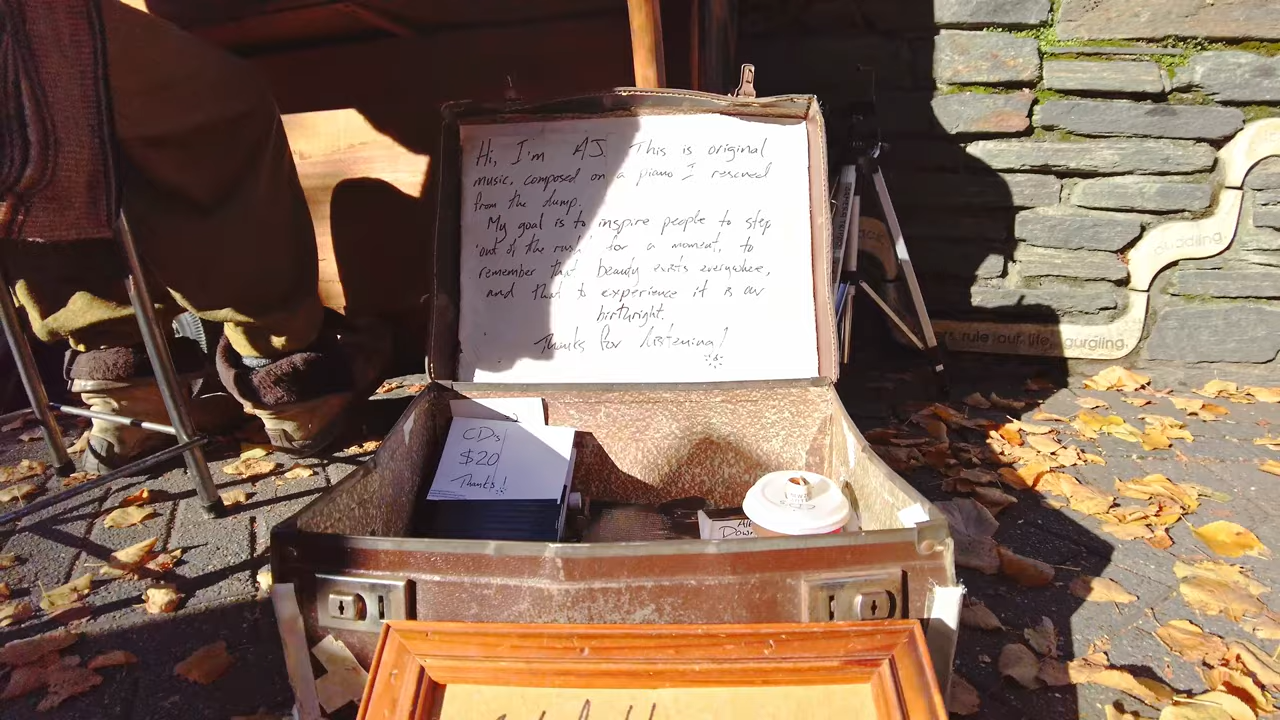 Hi, I'm AJ. This is original
music, composed on a piano I rescued
from the dump.
My goal is to inspire people to step
'out of the rush' for a moment, to
remember that beauty exists everywhere,
and that to experience it is our
birthright.
Thanks for listening!
CDs
$20
Thanks!
Down
puddling,
rule our life, gurgling,